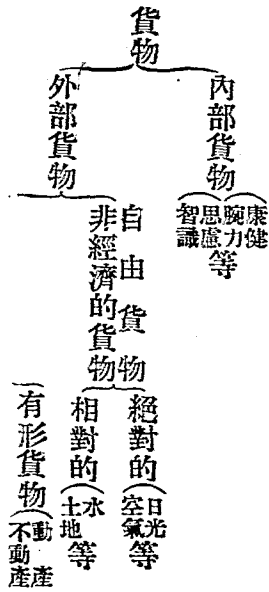 貨物
內部貨物
康健
腕力
思慮
智識
等
外部貨物
自由貨物
非經濟的貨物
絕對的
日光
空氣
等
相對的
水
土地
等
有形貨物
動產
不動產